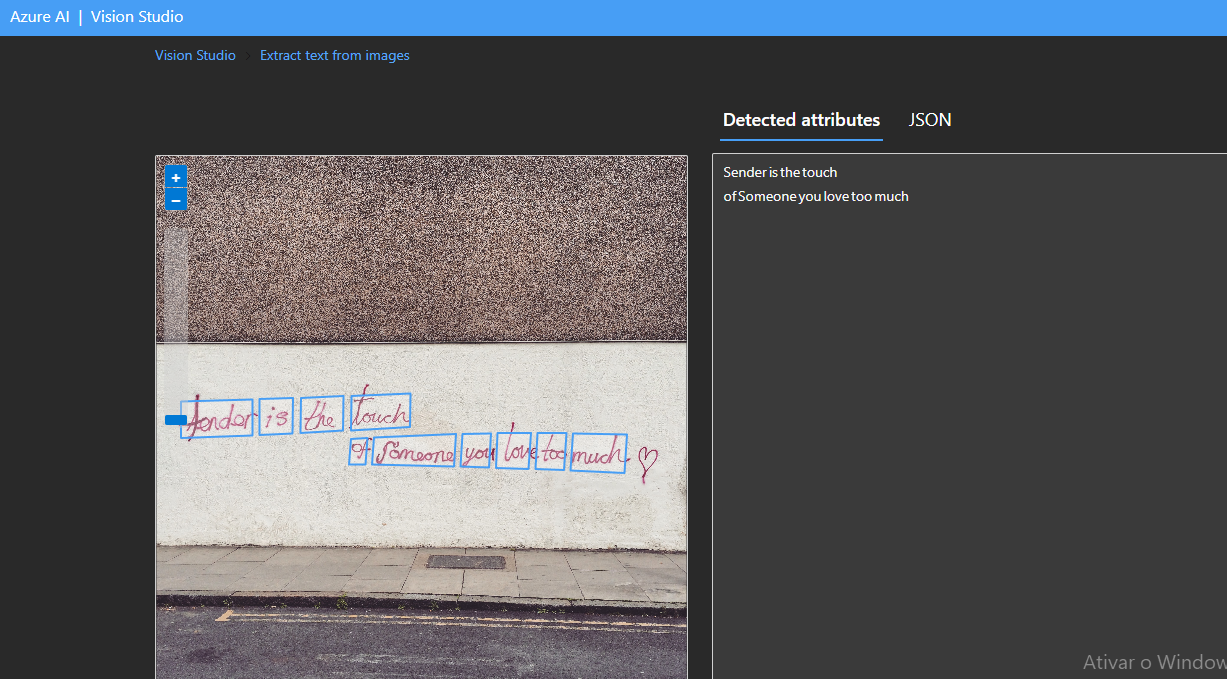 Azure AI | Vision Studio
Vision Studio > Extract text from images
Detected attributes JSON
+
−
Sender is the touch
of Someone you love too much
tender is the touch
of someone you love too much
Ativar o Window